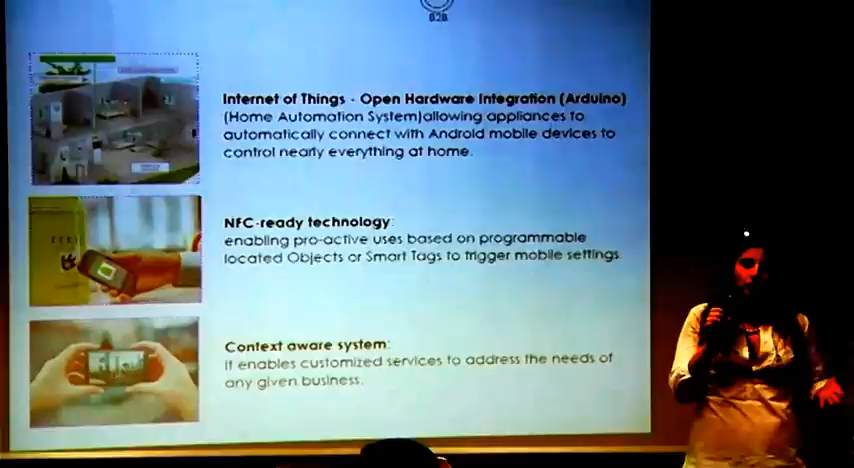 B2B
Internet of Things - Open Hardware Integration (Arduino)
(Home Automation System)allowing appliances to
automatically connect with Android mobile devices to
control nearly everything at home.
NFC-ready technology:
enabling pro-active uses based on programmable
located Objects or Smart Tags to trigger mobile settings
Context aware system:
it enables customized services to address the needs of
any given business.